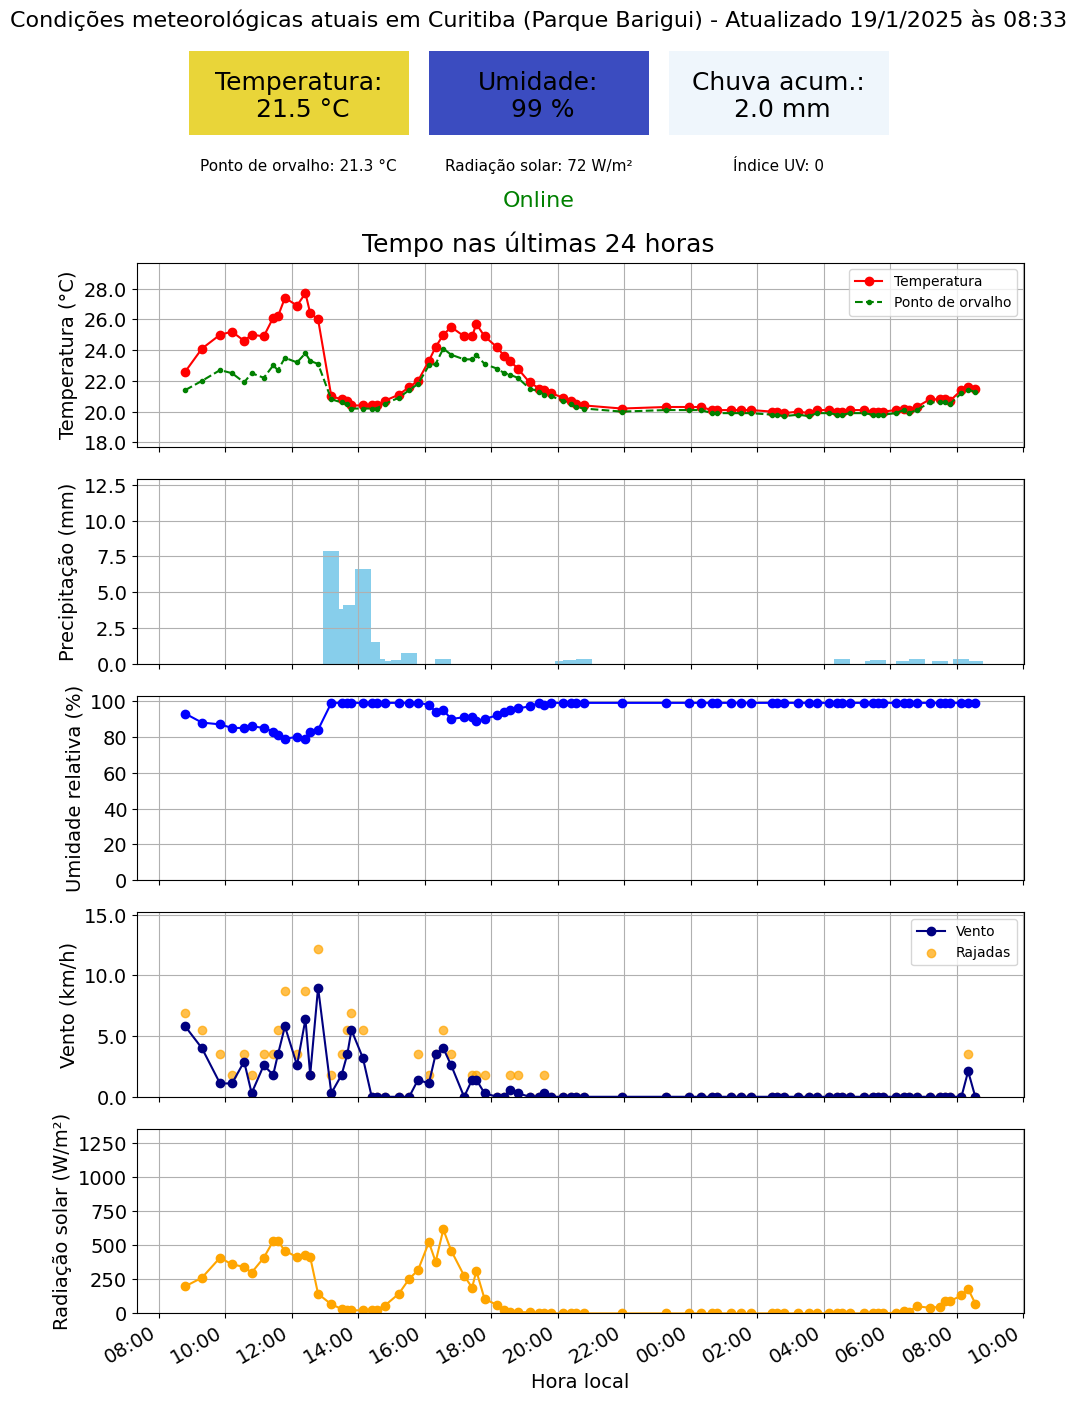 Condições meteorológicas atuais em Curitiba (Parque Barigui) - Atualizado 19/1/2025 às 08:33
Temperatura:
21.5 °C
Umidade:
99 %
Chuva acum.:
2.0 mm
Ponto de orvalho: 21.3 °C
Radiação solar: 72 W/m²
Índice UV: 0
Online
Tempo nas últimas 24 horas
Temperatura (°C)
28.0
26.0
24.0
22.0
20.0
18.0
Temperatura
Ponto de orvalho
Precipitação (mm)
12.5
10.0
7.5
5.0
2.5
0.0
Umidade relativa (%)
100
80
60
40
20
0
Vento (km/h)
15.0
10.0
5.0
0.0
Vento
Rajadas
Radiação solar (W/m²)
1250
1000
750
500
250
0
08:00
10:00
12:00
14:00
16:00
18:00
20:00
22:00
00:00
02:00
04:00
06:00
08:00
10:00
Hora local